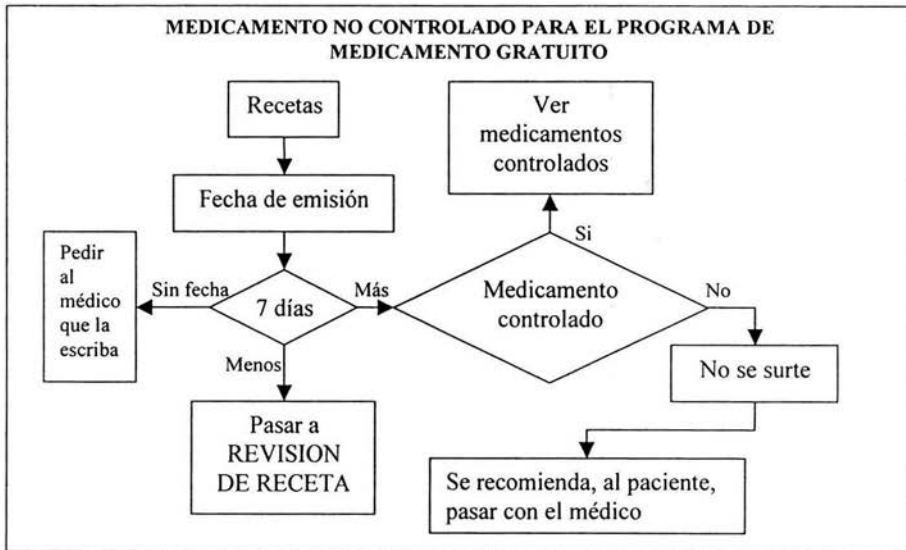 MEDICAMENTO NO CONTROLADO PARA EL PROGRAMA DE
MEDICAMENTO GRATUITO
Recetas
Fecha de emisión
7 días
Sin fecha
Pedir
al
médico
que la
escriba
Menos
Pasar a
REVISION
DE RECETA
Más
Medicamento
controlado
Si
Ver
medicamentos
controlados
No
No se surte
Se recomienda, al paciente,
pasar con el médico